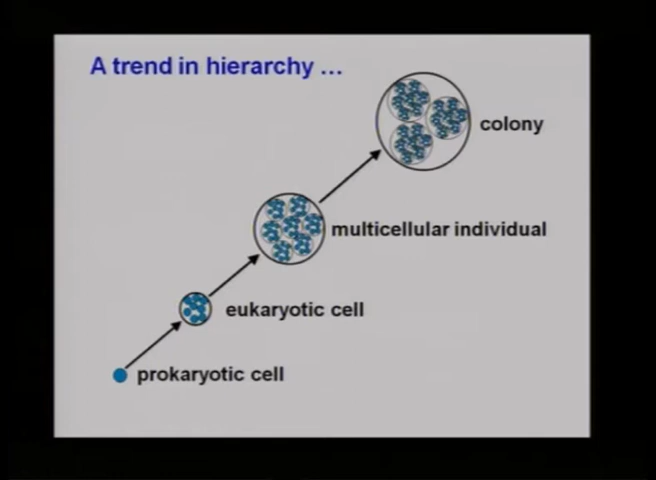 A trend in hierarchy ...
colony
multicellular individual
eukaryotic cell
prokaryotic cell